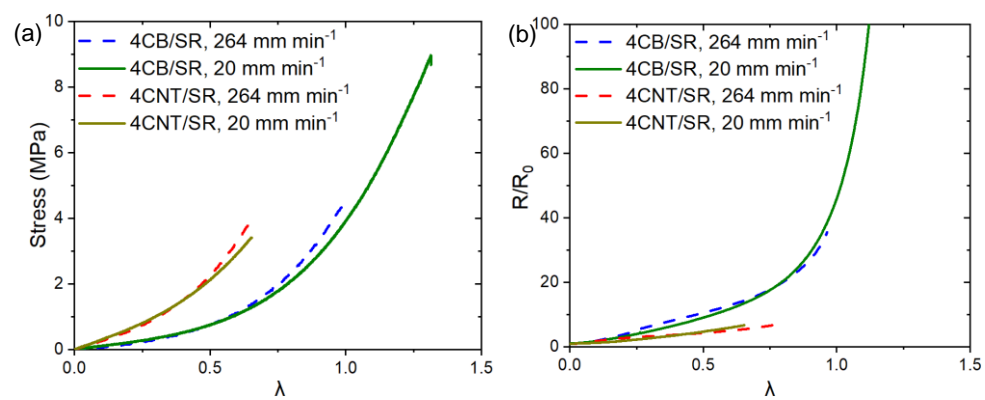 (a)
10
8
6
4
2
0
Stress (MPa)
4CB/SR, 264 mm min⁻¹
4CB/SR, 20 mm min⁻¹
4CNT/SR, 264 mm min⁻¹
4CNT/SR, 20 mm min⁻¹
0.0 0.5 1.0 1.5
λ
(b)
100
80
60
40
20
0
R/R₀
4CB/SR, 264 mm min⁻¹
4CB/SR, 20 mm min⁻¹
4CNT/SR, 264 mm min⁻¹
4CNT/SR, 20 mm min⁻¹
0.0 0.5 1.0 1.5
λ